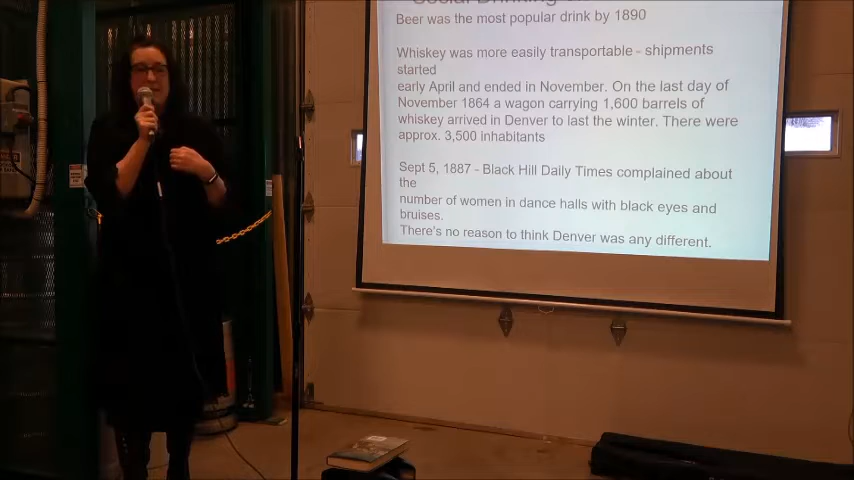 Social Drinking
Beer was the most popular drink by 1890
Whiskey was more easily transportable - shipments
started
early April and ended in November. On the last day of
November 1864 a wagon carrying 1,600 barrels of
whiskey arrived in Denver to last the winter. There were
approx. 3,500 inhabitants
Sept 5, 1887 - Black Hill Daily Times complained about
the
number of women in dance halls with black eyes and
bruises.
There's no reason to think Denver was any different.